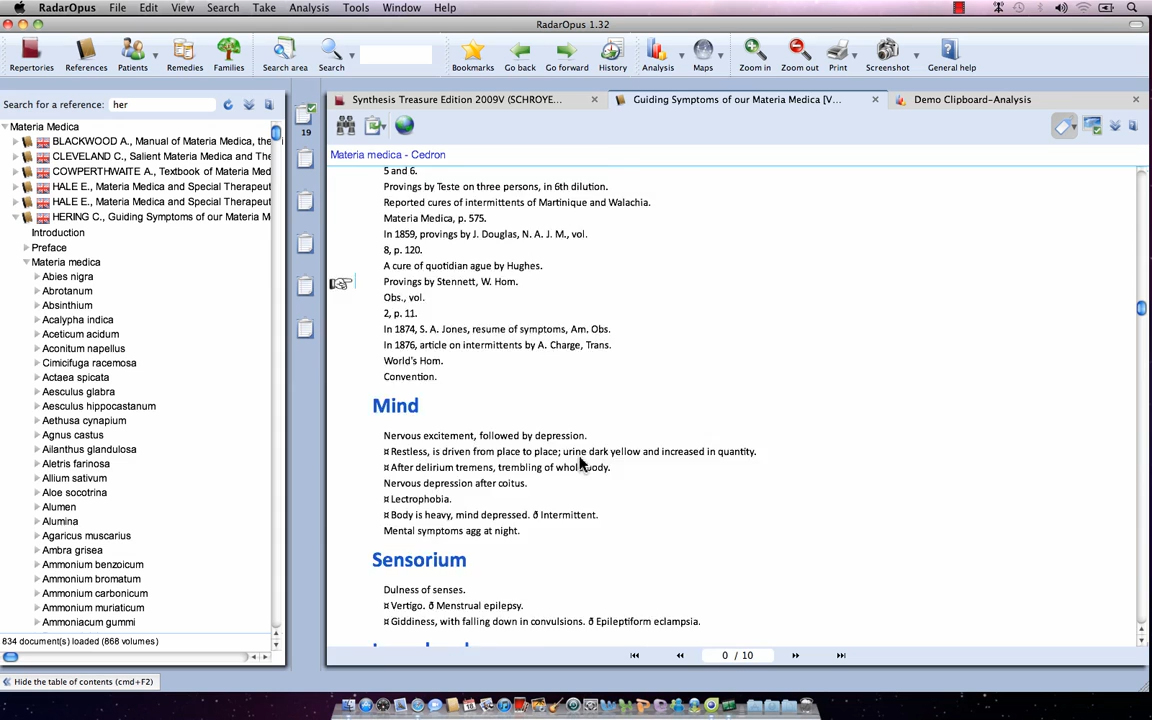 RadarOpus File Edit View Search Take Analysis Tools Window Help
RadarOpus 1.32
Repertories References Patients Remedies Families Search area Search Bookmarks Go back Go forward History Analysis Maps Zoom in Zoom out Print Screenshot General help
Search for a reference: her
19
Synthesis Treasure Edition 2009V (SCHROYE...
Guiding Symptoms of our Materia Medica [V...
Demo Clipboard-Analysis
Materia Medica
BLACKWOOD A., Manual of Materia Medica, the
CLEVELAND C., Salient Materia Medica and The
COWPERTHWAITE A., Textbook of Materia Med
HALE E., Materia Medica and Special Therapeut
HALE E., Materia Medica and Special Therapeut
HERING C., Guiding Symptoms of our Materia M
Introduction
Preface
Materia medica
Abies nigra
Abrotanum
Absinthium
Acalypha indica
Aceticum acidum
Aconitum napellus
Cimicifuga racemosa
Actaea spicata
Aesculus glabra
Aesculus hippocastanum
Aethusa cynapium
Agnus castus
Ailanthus glandulosa
Aletris farinosa
Allium sativum
Aloe socotrina
Alumen
Alumina
Agaricus muscarius
Ambra grisea
Ammonium benzoicum
Ammonium bromatum
Ammonium carbonicum
Ammonium muriaticum
Ammoniacum gummi
834 document(s) loaded (868 volumes)
Hide the table of contents (cmd+F2)
Materia medica - Cedron
5 and 6.
Provings by Teste on three persons, in 6th dilution.
Reported cures of intermittents of Martinique and Walachia.
Materia Medica, p. 575.
In 1859, provings by J. Douglas, N. A. J. M., vol.
8, p. 120.
A cure of quotidian ague by Hughes.
Provings by Stennett, W. Hom.
Obs., vol.
2, p. 11.
In 1874, S. A. Jones, resume of symptoms, Am. Obs.
In 1876, article on intermittents by A. Charge, Trans.
World's Hom.
Convention.
Mind
Nervous excitement, followed by depression.
¤ Restless, is driven from place to place; urine dark yellow and increased in quantity.
¤ After delirium tremens, trembling of whole body.
Nervous depression after coitus.
¤ Lectrophobia.
¤ Body is heavy, mind depressed. ð Intermittent.
Mental symptoms agg at night.
Sensorium
Dulness of senses.
¤ Vertigo. ð Menstrual epilepsy.
¤ Giddiness, with falling down in convulsions. ð Epileptiform eclampsia.
0 / 10